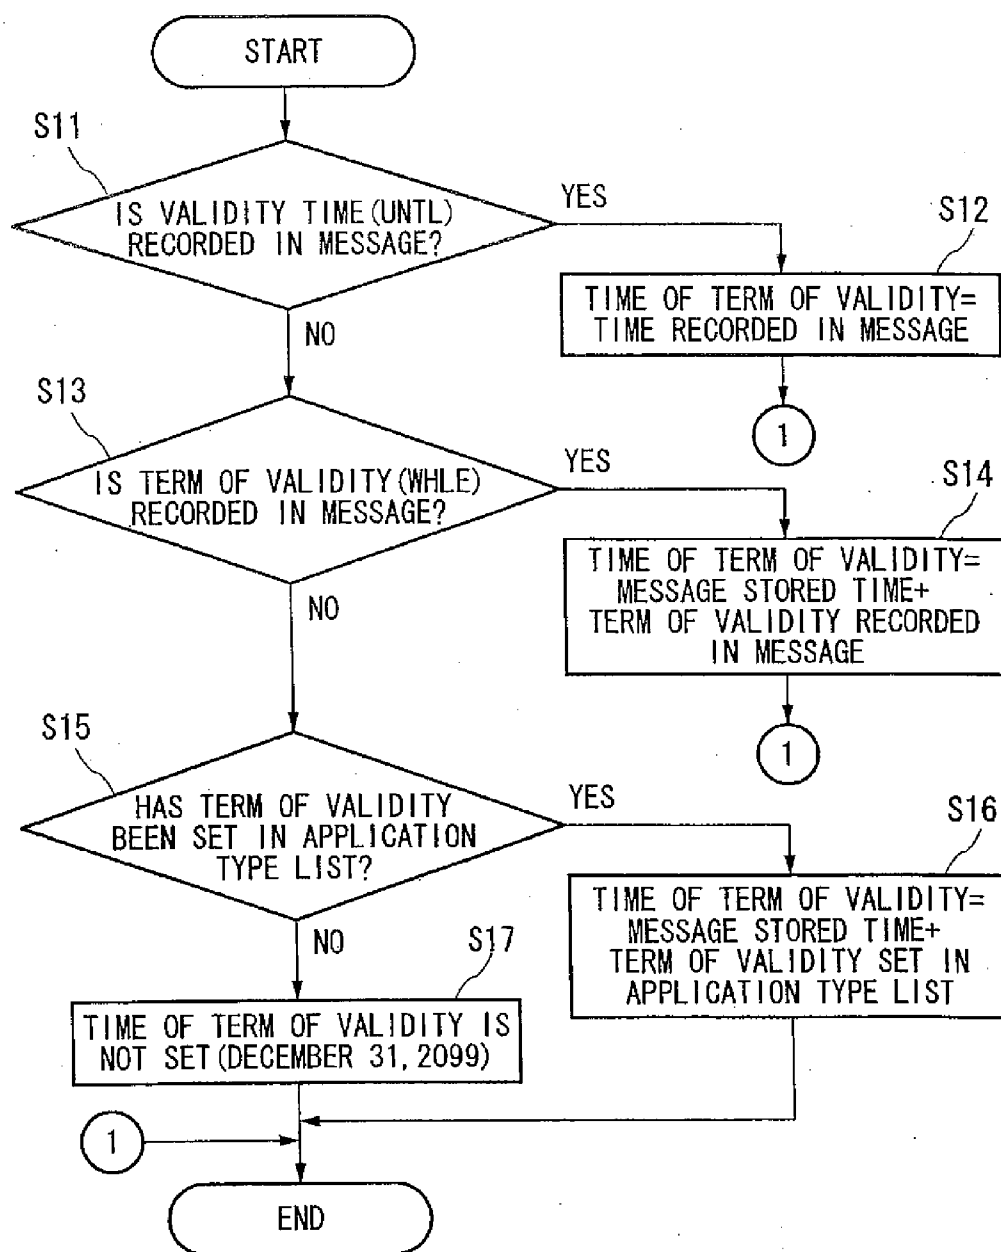 START
S11
IS VALIDITY TIME(UNTL)
RECORDED IN MESSAGE?
YES
S12
TIME OF TERM OF VALIDITY=
TIME RECORDED IN MESSAGE
NO
1
S13
IS TERM OF VALIDITY(WHLE)
RECORDED IN MESSAGE?
YES
S14
TIME OF TERM OF VALIDITY=
MESSAGE STORED TIME+
TERM OF VALIDITY RECORDED
IN MESSAGE
NO
1
S15
HAS TERM OF VALIDITY
BEEN SET IN APPLICATION
TYPE LIST?
YES
S16
TIME OF TERM OF VALIDITY=
MESSAGE STORED TIME+
TERM OF VALIDITY SET IN
APPLICATION TYPE LIST
NO
S17
TIME OF TERM OF VALIDITY IS
NOT SET(DECEMBER 31,2099)
1
END